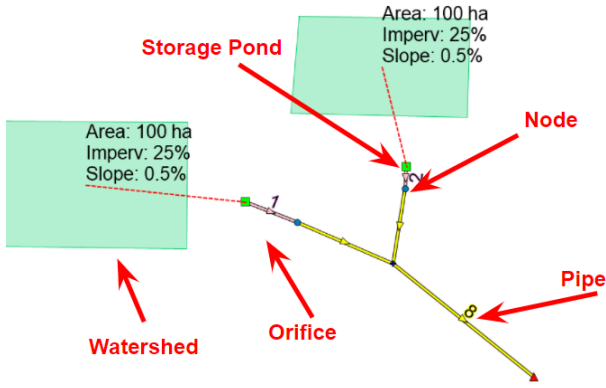 Area: 100 ha
Imperv: 25%
Slope: 0.5%
Storage Pond
Node
2
Area: 100 ha
Imperv: 25%
Slope: 0.5%
1
Pipe
8
Orifice
Watershed